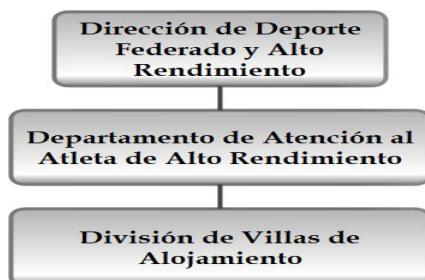 Dirección de Deporte
Federado y Alto
Rendimiento
Departamento de Atención al
Atleta de Alto Rendimiento
División de Villas de
Alojamiento